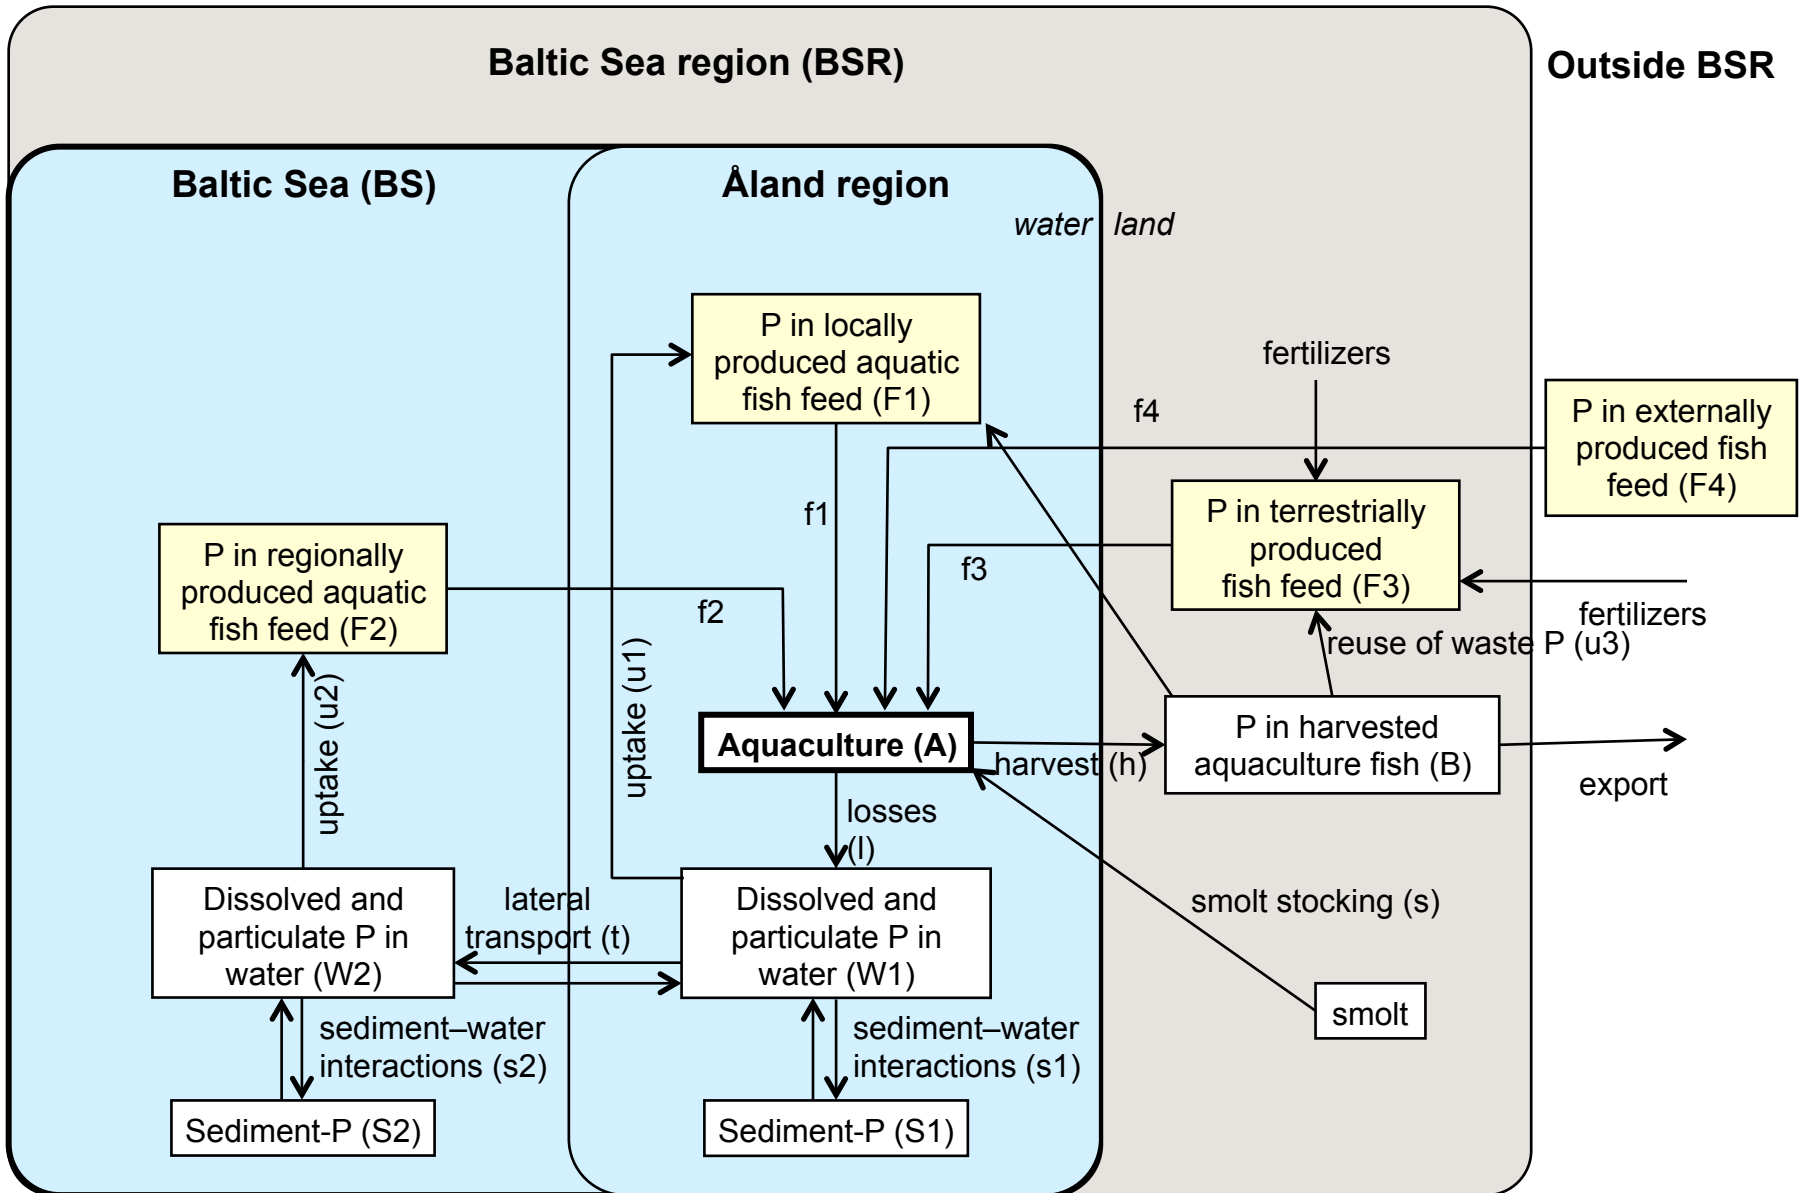 Baltic Sea region (BSR)
Outside BSR
Baltic Sea (BS)
Åland region
water
land
P in locally
produced aquatic
fish feed (F1)
fertilizers
f4
P in externally
produced fish
feed (F4)
f1
P in terrestrially
produced
fish feed (F3)
f3
P in regionally
produced aquatic
fish feed (F2)
f2
fertilizers
reuse of waste P (u3)
uptake (u2)
uptake (u1)
Aquaculture (A)
harvest (h)
P in harvested
aquaculture fish (B)
export
losses
(l)
Dissolved and
particulate P in
water (W2)
lateral
transport (t)
Dissolved and
particulate P in
water (W1)
smolt stocking (s)
smolt
sediment–water
interactions (s2)
sediment–water
interactions (s1)
Sediment-P (S2)
Sediment-P (S1)